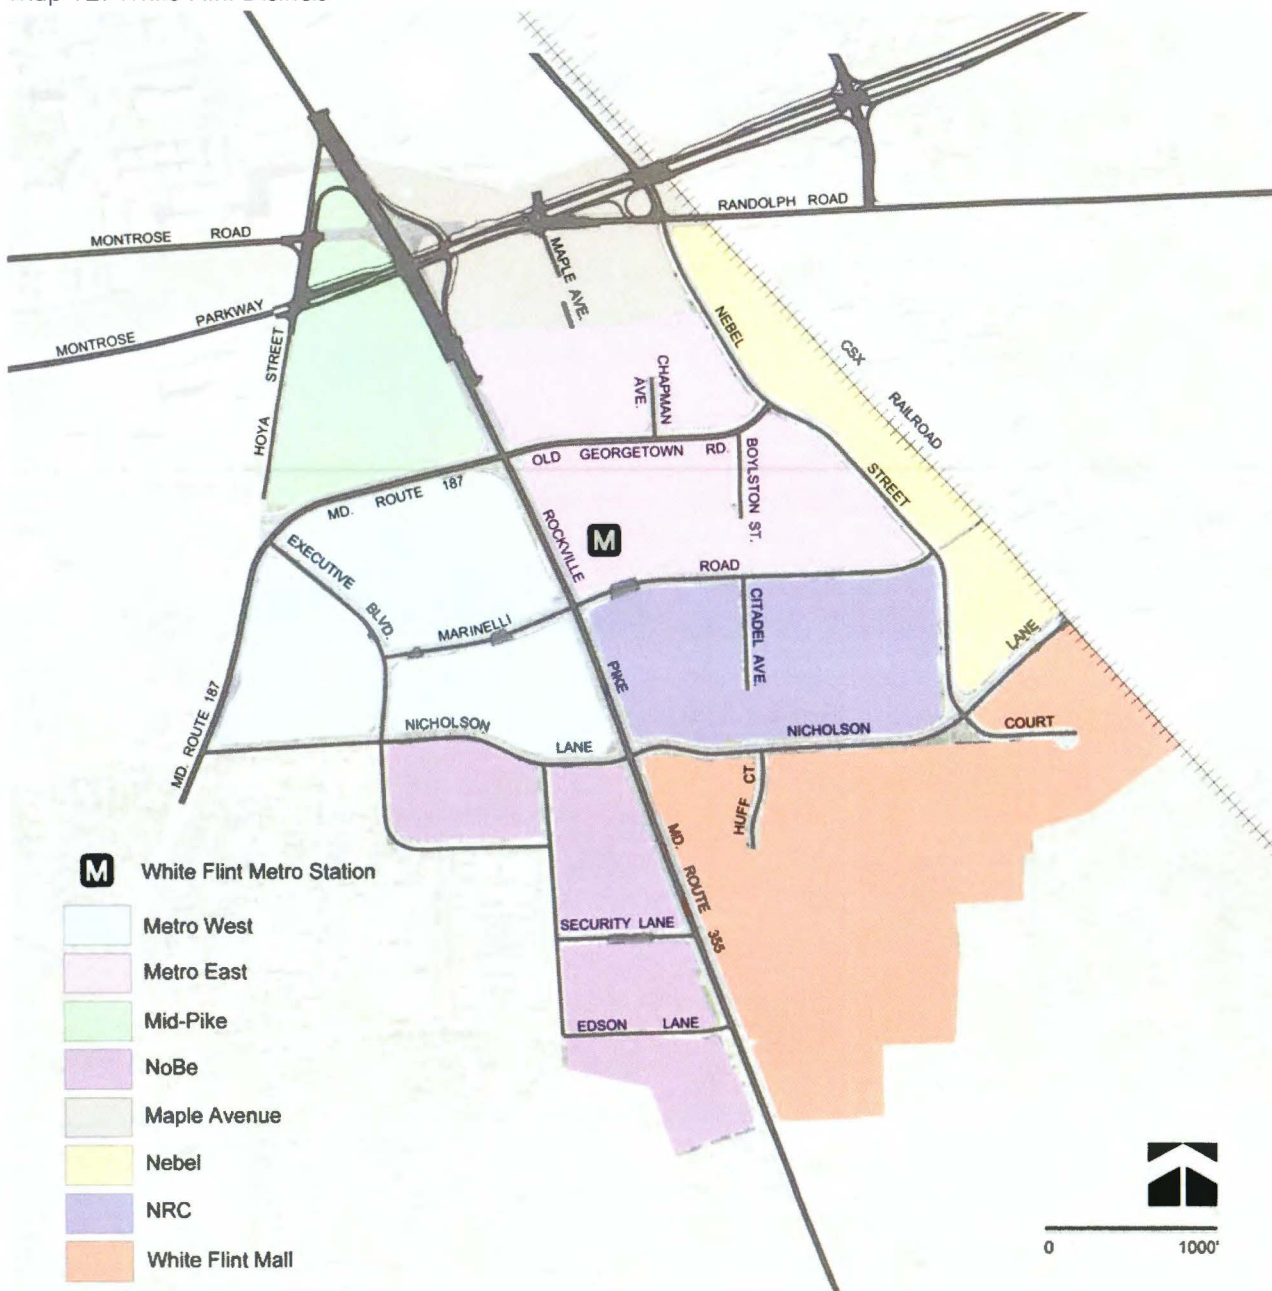 RANDOLPH ROAD
MONTROSE ROAD
MAPLE AVE.
MONTROSE PARKWAY
HOYA STREET
NEBEL STREET
CSX RAILROAD
CHAPMAN
AVE.
OLD GEORGETOWN RD.
BOYLSTON ST.
MD. ROUTE 187
ROCKVILLE PIKE
M
EXECUTIVE BLVD.
MARINELLI ROAD
CITADEL AVE.
LANE
MD. ROUTE 187
NICHOLSON LANE
NICHOLSON
COURT
HUFF CT.
MD. ROUTE 355
SECURITY LANE
EDSON LANE
M White Flint Metro Station
Metro West
Metro East
Mid-Pike
NoBe
Maple Avenue
Nebel
NRC
White Flint Mall
0 1000'